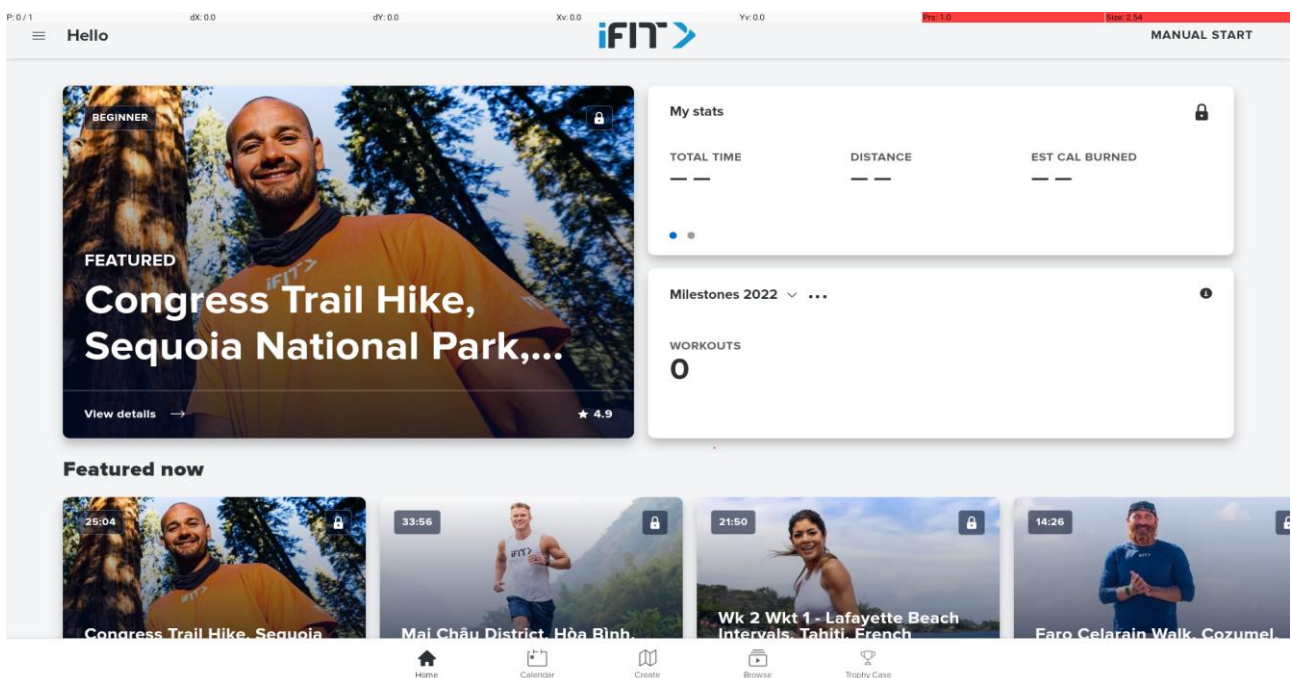 P: 0 / 1 dX: 0.0 dY: 0.0 Xv: 0.0 Yv: 0.0 Prs: 1.0 Size: 2.54
Hello
iFIT
MANUAL START
BEGINNER
iFIT
FEATURED
Congress Trail Hike,
Sequoia National Park,...
View details → ★ 4.9
My stats
TOTAL TIME DISTANCE EST CAL BURNED
— — — — — —
Milestones 2022 ...
WORKOUTS
0
Featured now
25:04
iFIT
Congress Trail Hike, Sequoia
33:56
iFIT
Mai Châu District, Hòa Bình,
21:50
Wk 2 Wkt 1 - Lafayette Beach
Intervals, Tahiti, French
14:26
Faro Celarain Walk, Cozumel,
Home Calendar Create Browse Trophy Case